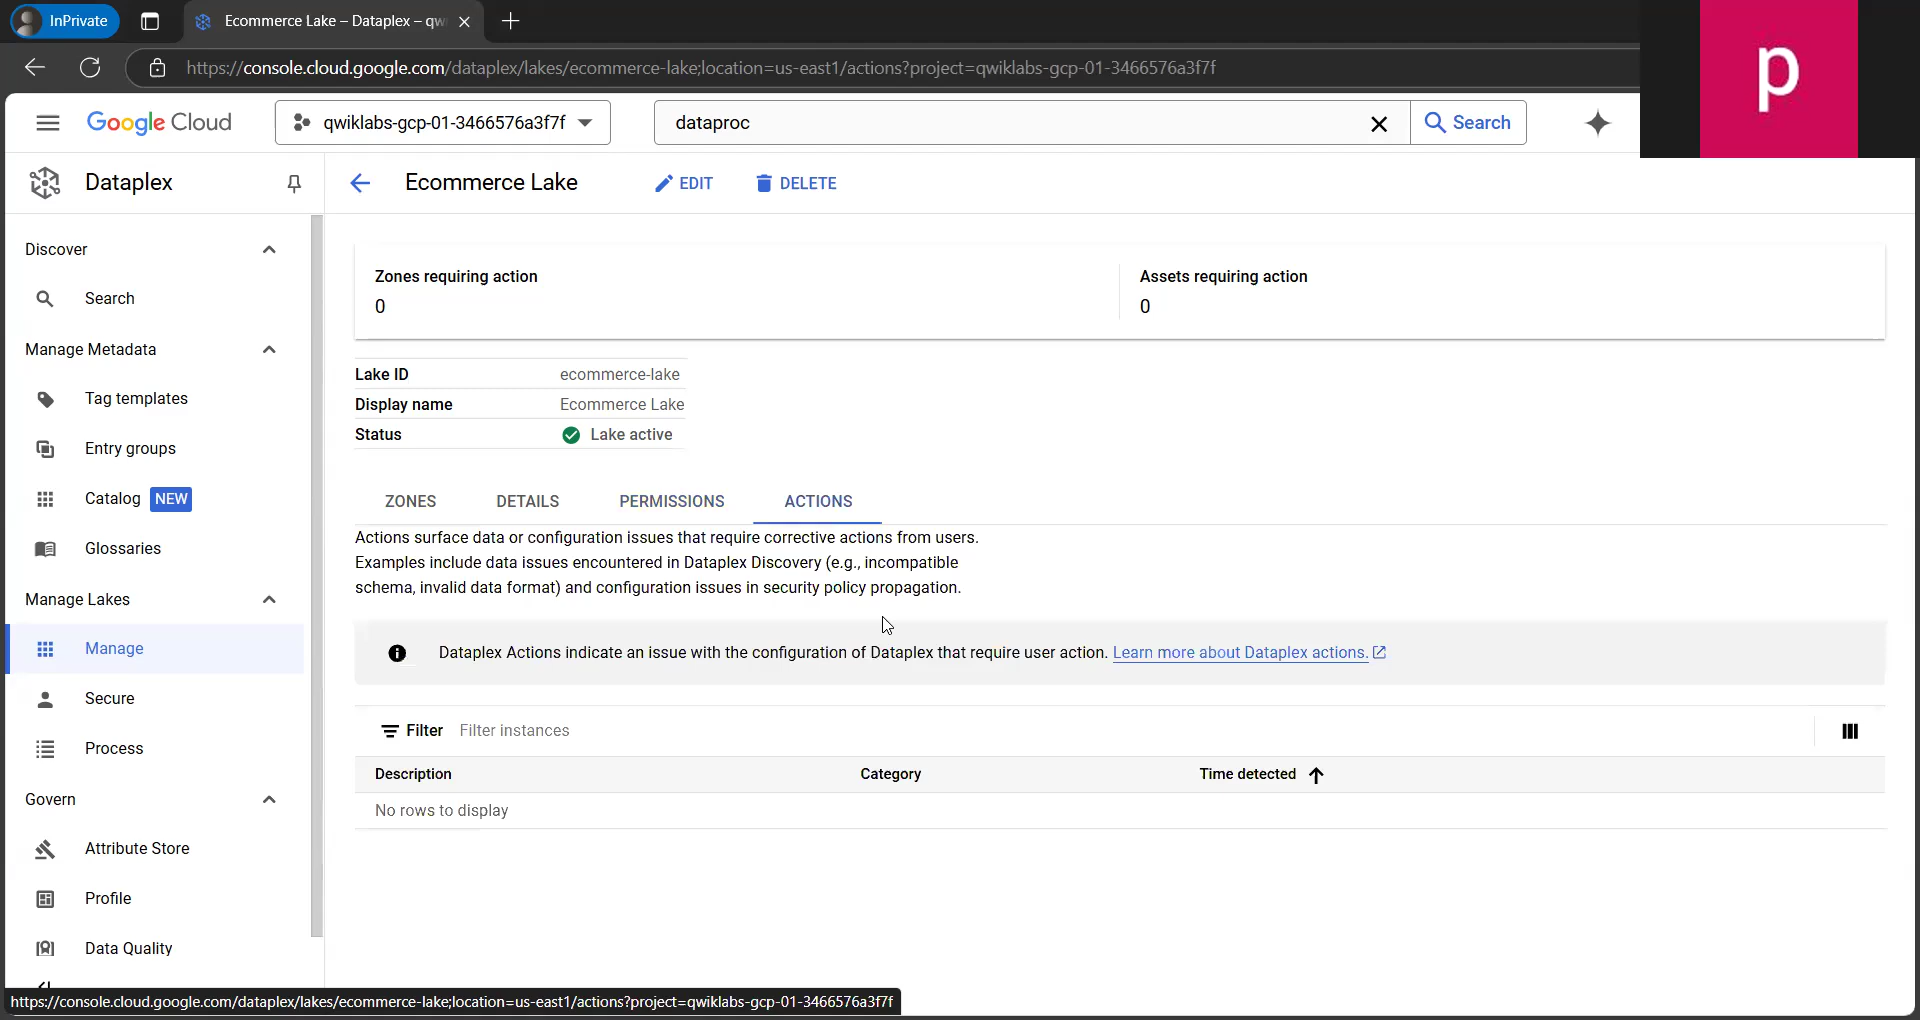 InPrivate
Ecommerce Lake – Dataplex – qw
https://console.cloud.google.com/dataplex/lakes/ecommerce-lake;location=us-east1/actions?project=qwiklabs-gcp-01-3466576a3f7f
p
Google Cloud
qwiklabs-gcp-01-3466576a3f7f
dataproc
Search
Dataplex
Ecommerce Lake
EDIT
DELETE
Discover
Search
Manage Metadata
Tag templates
Entry groups
Catalog NEW
Glossaries
Manage Lakes
Manage
Secure
Process
Govern
Attribute Store
Profile
Data Quality
Zones requiring action
0
Assets requiring action
0
Lake ID ecommerce-lake
Display name Ecommerce Lake
Status Lake active
ZONES DETAILS PERMISSIONS ACTIONS
Actions surface data or configuration issues that require corrective actions from users.
Examples include data issues encountered in Dataplex Discovery (e.g., incompatible
schema, invalid data format) and configuration issues in security policy propagation.
Dataplex Actions indicate an issue with the configuration of Dataplex that require user action. Learn more about Dataplex actions.
Filter Filter instances
Description Category Time detected
No rows to display
https://console.cloud.google.com/dataplex/lakes/ecommerce-lake;location=us-east1/actions?project=qwiklabs-gcp-01-3466576a3f7f